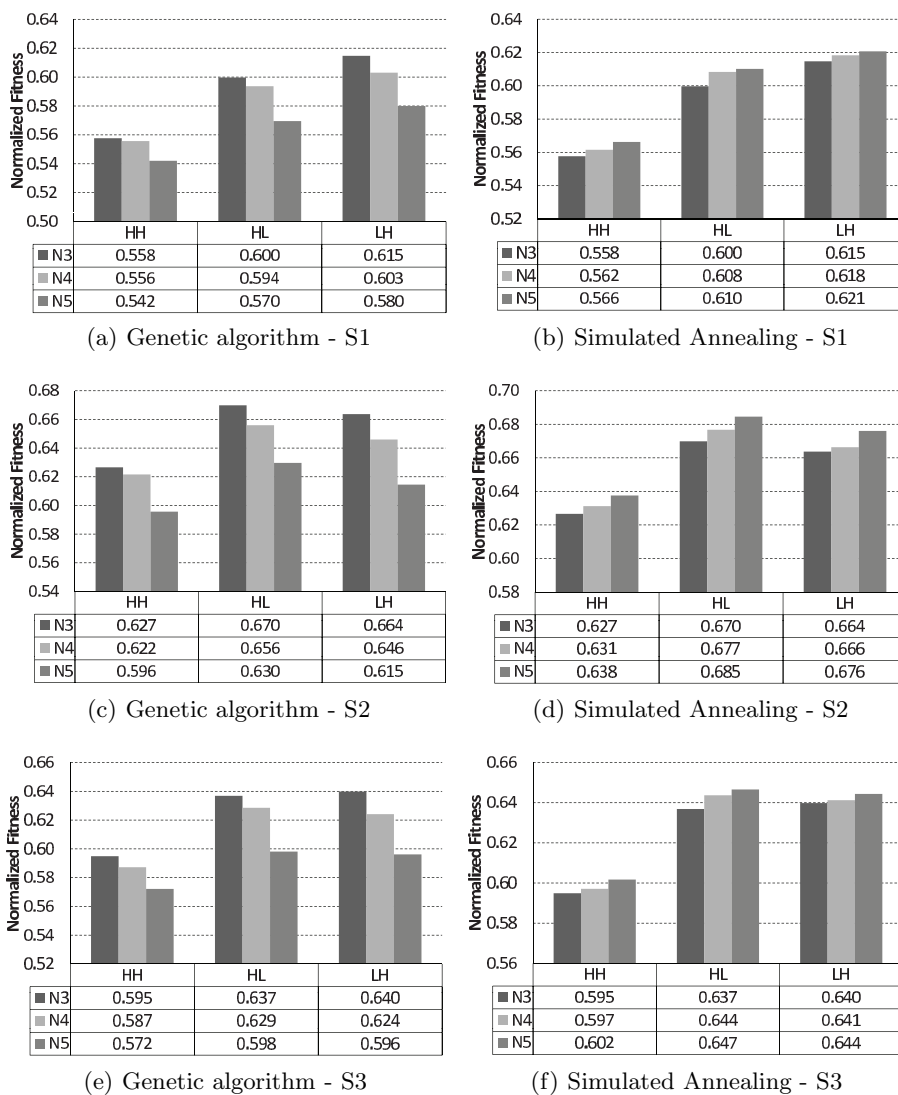 0.64
0.62
0.60
0.58
0.56
0.54
0.52
0.50
Normalized Fitness
HH HL LH
N3 0.558 0.600 0.615
N4 0.556 0.594 0.603
N5 0.542 0.570 0.580
(a) Genetic algorithm - S1
0.64
0.62
0.60
0.58
0.56
0.54
0.52
Normalized Fitness
HH HL LH
N3 0.558 0.600 0.615
N4 0.562 0.608 0.618
N5 0.566 0.610 0.621
(b) Simulated Annealing - S1
0.68
0.66
0.64
0.62
0.60
0.58
0.56
0.54
Normalized Fitness
HH HL LH
N3 0.627 0.670 0.664
N4 0.622 0.656 0.646
N5 0.596 0.630 0.615
(c) Genetic algorithm - S2
0.70
0.68
0.66
0.64
0.62
0.60
0.58
Normalized Fitness
HH HL LH
N3 0.627 0.670 0.664
N4 0.631 0.677 0.666
N5 0.638 0.685 0.676
(d) Simulated Annealing - S2
0.66
0.64
0.62
0.60
0.58
0.56
0.54
0.52
Normalized Fitness
HH HL LH
N3 0.595 0.637 0.640
N4 0.587 0.629 0.624
N5 0.572 0.598 0.596
(e) Genetic algorithm - S3
0.66
0.64
0.62
0.60
0.58
0.56
Normalized Fitness
HH HL LH
N3 0.595 0.637 0.640
N4 0.597 0.644 0.641
N5 0.602 0.647 0.644
(f) Simulated Annealing - S3